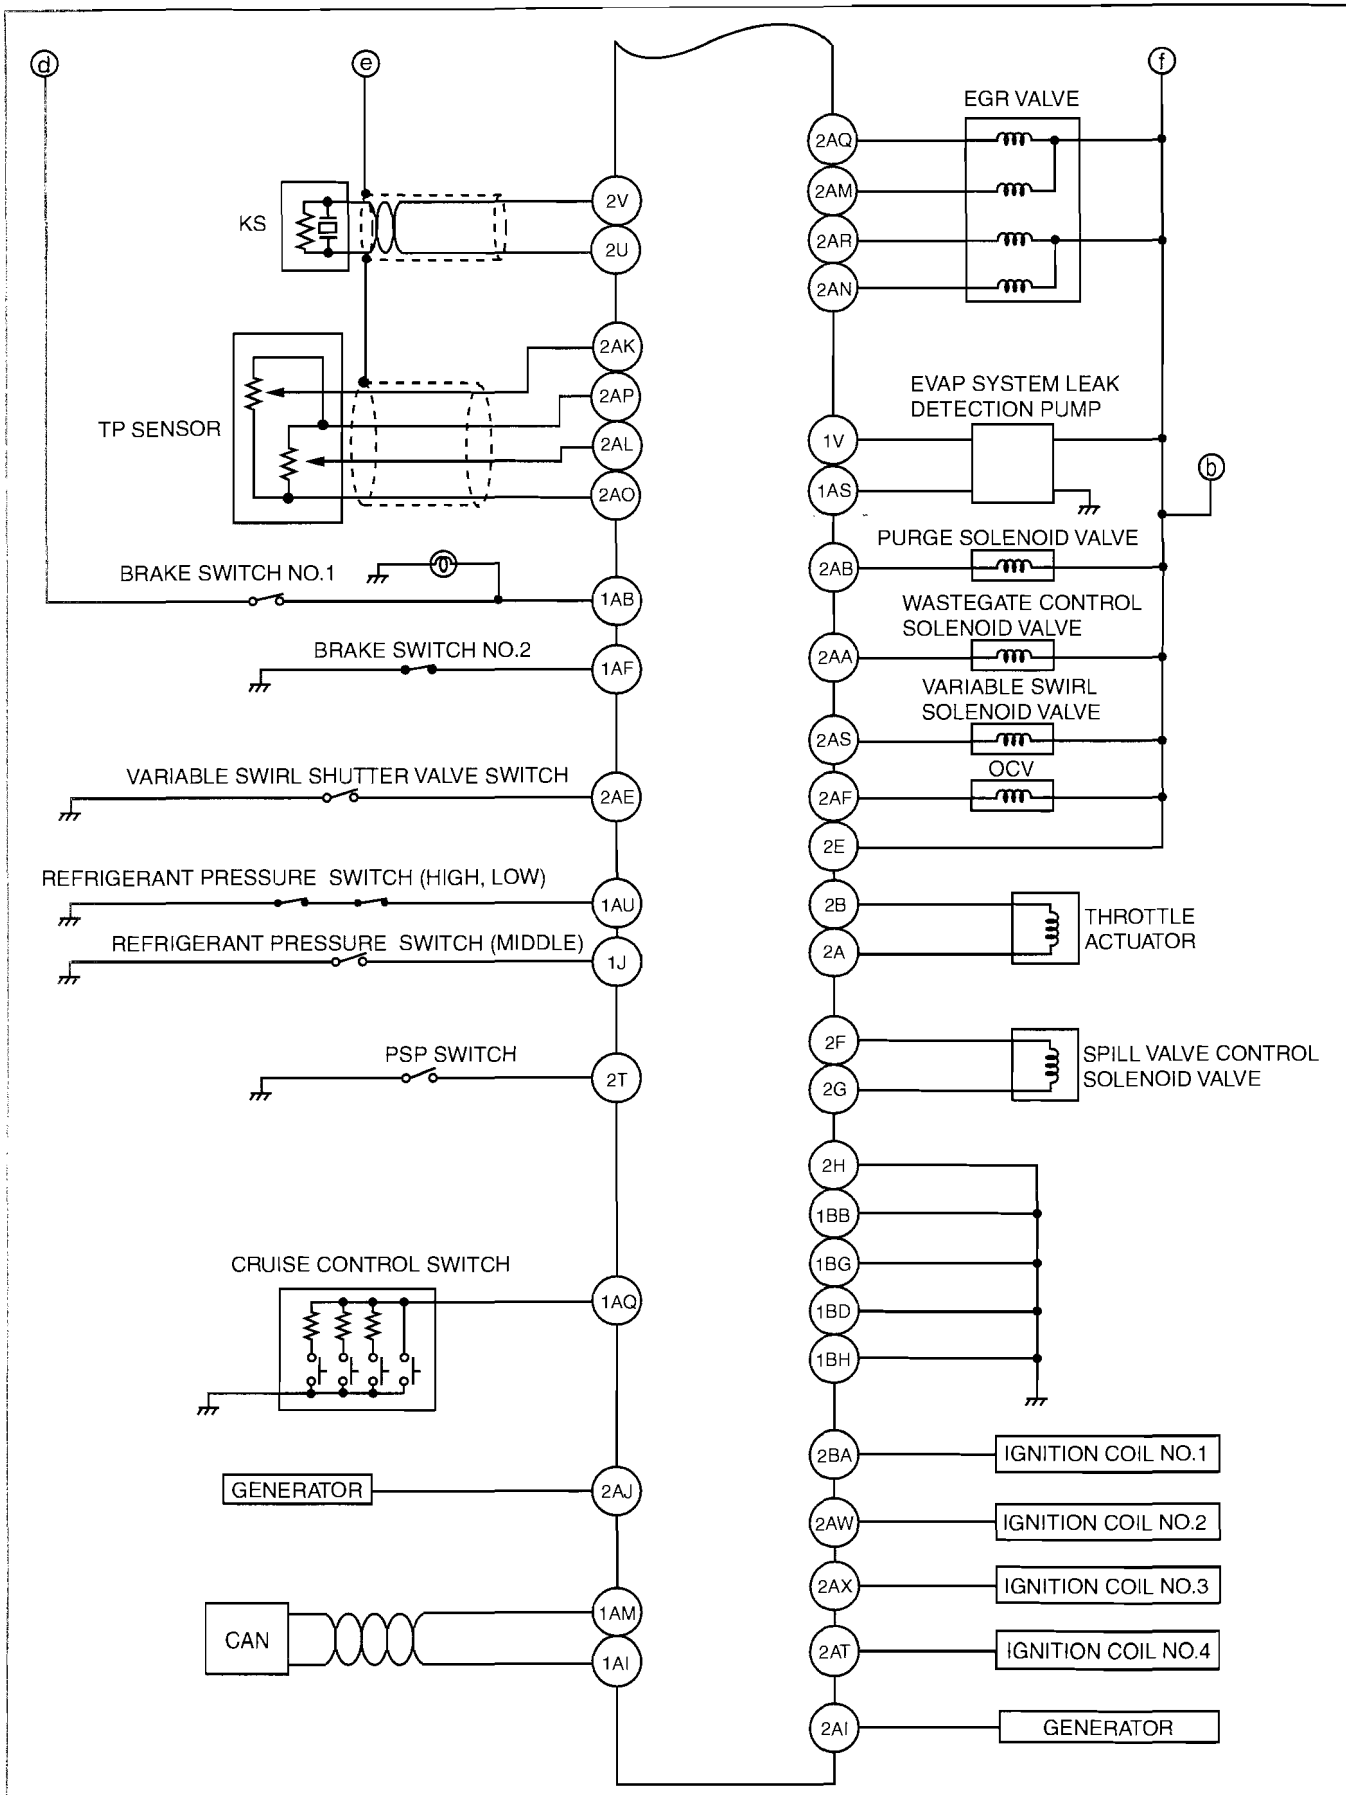 d
e
f
EGR VALVE
2AQ
2AM
2AR
2AN
KS
2V
2U
2AK
2AP
2AL
2AO
TP SENSOR
EVAP SYSTEM LEAK
DETECTION PUMP
1V
1AS
b
PURGE SOLENOID VALVE
2AB
BRAKE SWITCH NO.1
1AB
WASTEGATE CONTROL
SOLENOID VALVE
2AA
BRAKE SWITCH NO.2
1AF
VARIABLE SWIRL
SOLENOID VALVE
2AS
VARIABLE SWIRL SHUTTER VALVE SWITCH
2AE
OCV
2AF
2E
REFRIGERANT PRESSURE SWITCH (HIGH, LOW)
1AU
2B
2A
THROTTLE
ACTUATOR
REFRIGERANT PRESSURE SWITCH (MIDDLE)
1J
PSP SWITCH
2T
2F
2G
SPILL VALVE CONTROL
SOLENOID VALVE
2H
1BB
1BG
1BD
1BH
CRUISE CONTROL SWITCH
1AQ
2BA
IGNITION COIL NO.1
GENERATOR
2AJ
2AW
IGNITION COIL NO.2
2AX
IGNITION COIL NO.3
CAN
1AM
1AI
2AT
IGNITION COIL NO.4
2AI
GENERATOR